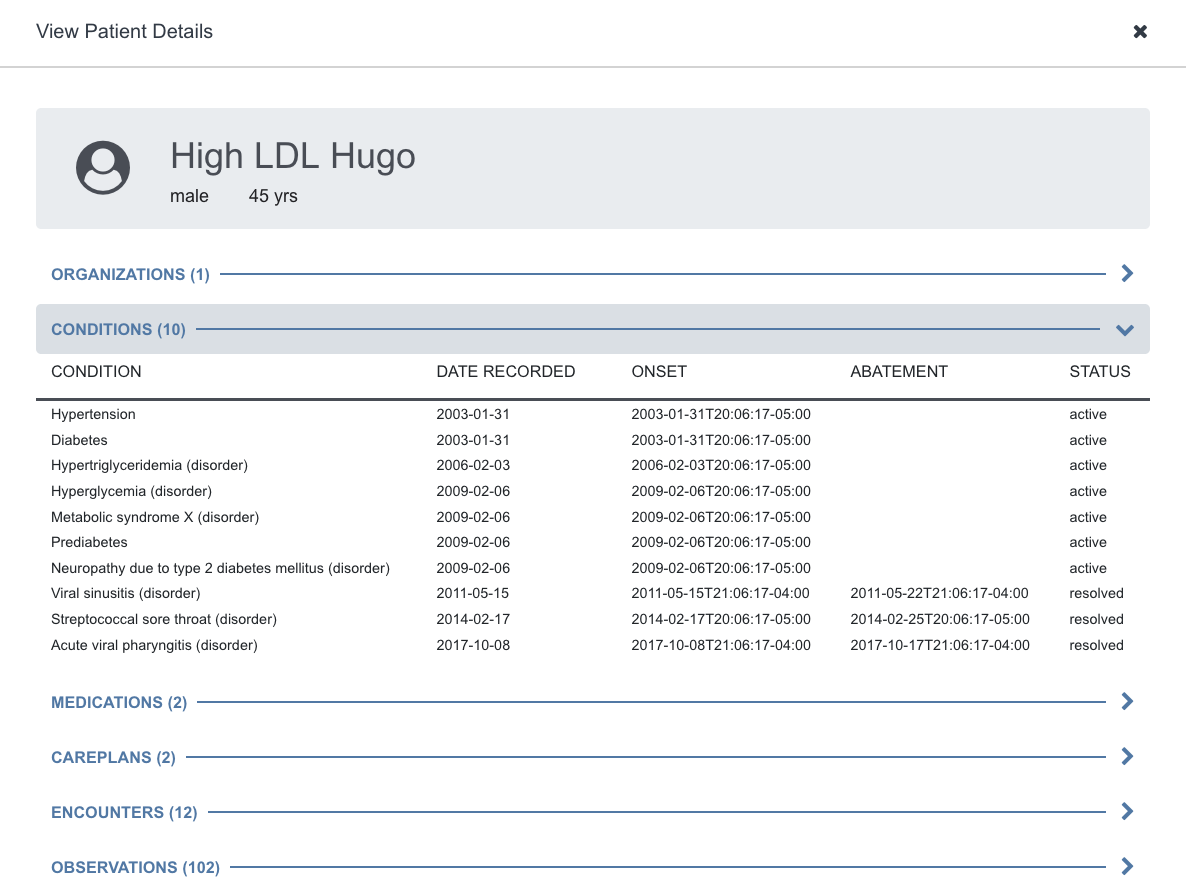 View Patient Details
High LDL Hugo
male 45 yrs
ORGANIZATIONS (1)
CONDITIONS (10)
CONDITION DATE RECORDED ONSET ABATEMENT STATUS
Hypertension 2003-01-31 2003-01-31T20:06:17-05:00 active
Diabetes 2003-01-31 2003-01-31T20:06:17-05:00 active
Hypertriglyceridemia (disorder) 2006-02-03 2006-02-03T20:06:17-05:00 active
Hyperglycemia (disorder) 2009-02-06 2009-02-06T20:06:17-05:00 active
Metabolic syndrome X (disorder) 2009-02-06 2009-02-06T20:06:17-05:00 active
Prediabetes 2009-02-06 2009-02-06T20:06:17-05:00 active
Neuropathy due to type 2 diabetes mellitus (disorder) 2009-02-06 2009-02-06T20:06:17-05:00 active
Viral sinusitis (disorder) 2011-05-15 2011-05-15T21:06:17-04:00 2011-05-22T21:06:17-04:00 resolved
Streptococcal sore throat (disorder) 2014-02-17 2014-02-17T20:06:17-05:00 2014-02-25T20:06:17-05:00 resolved
Acute viral pharyngitis (disorder) 2017-10-08 2017-10-08T21:06:17-04:00 2017-10-17T21:06:17-04:00 resolved
MEDICATIONS (2)
CAREPLANS (2)
ENCOUNTERS (12)
OBSERVATIONS (102)